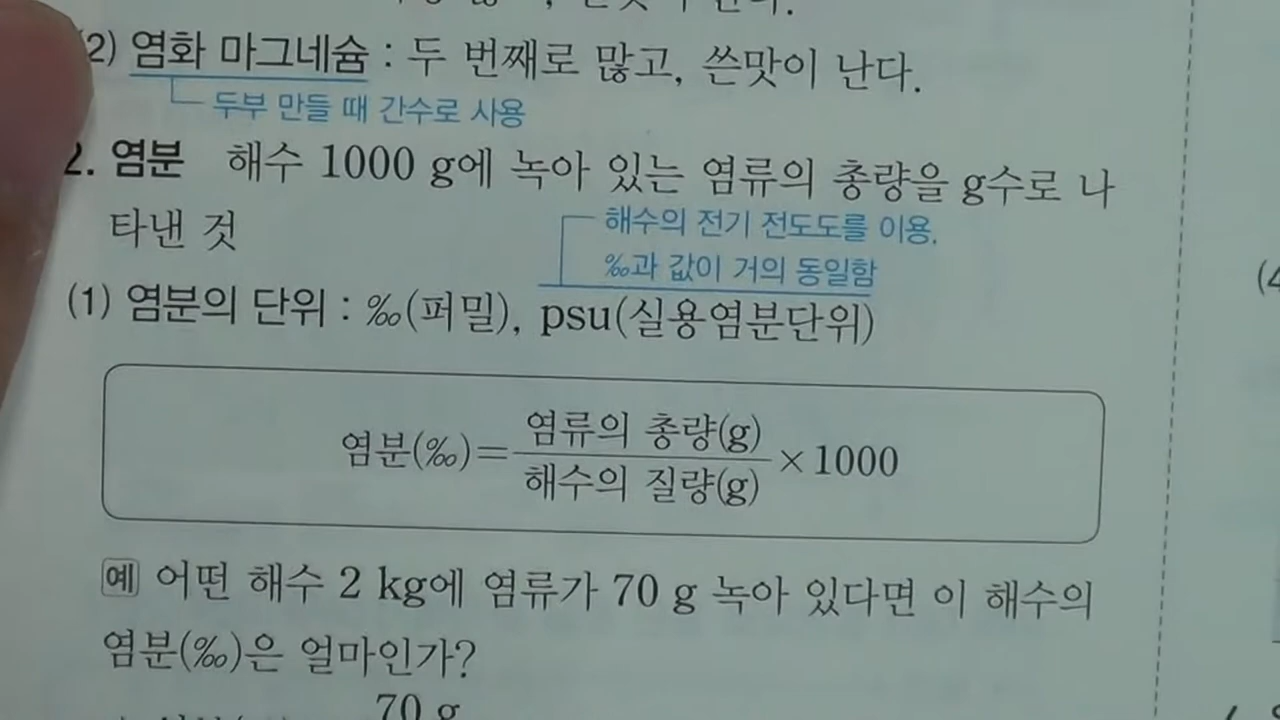 (2) 염화 마그네슘 : 두 번째로 많고, 쓴맛이 난다.
두부 만들 때 간수로 사용
2. 염분 해수 1000 g에 녹아 있는 염류의 총량을 g수로 나
타낸 것
해수의 전기 전도도를 이용.
‰과 값이 거의 동일함
(1) 염분의 단위 : ‰(퍼밀), psu(실용염분단위)
염분(‰)=염류의 총량(g)/해수의 질량(g)×1000
예 어떤 해수 2 kg에 염류가 70 g 녹아 있다면 이 해수의
염분(‰)은 얼마인가?
70 g